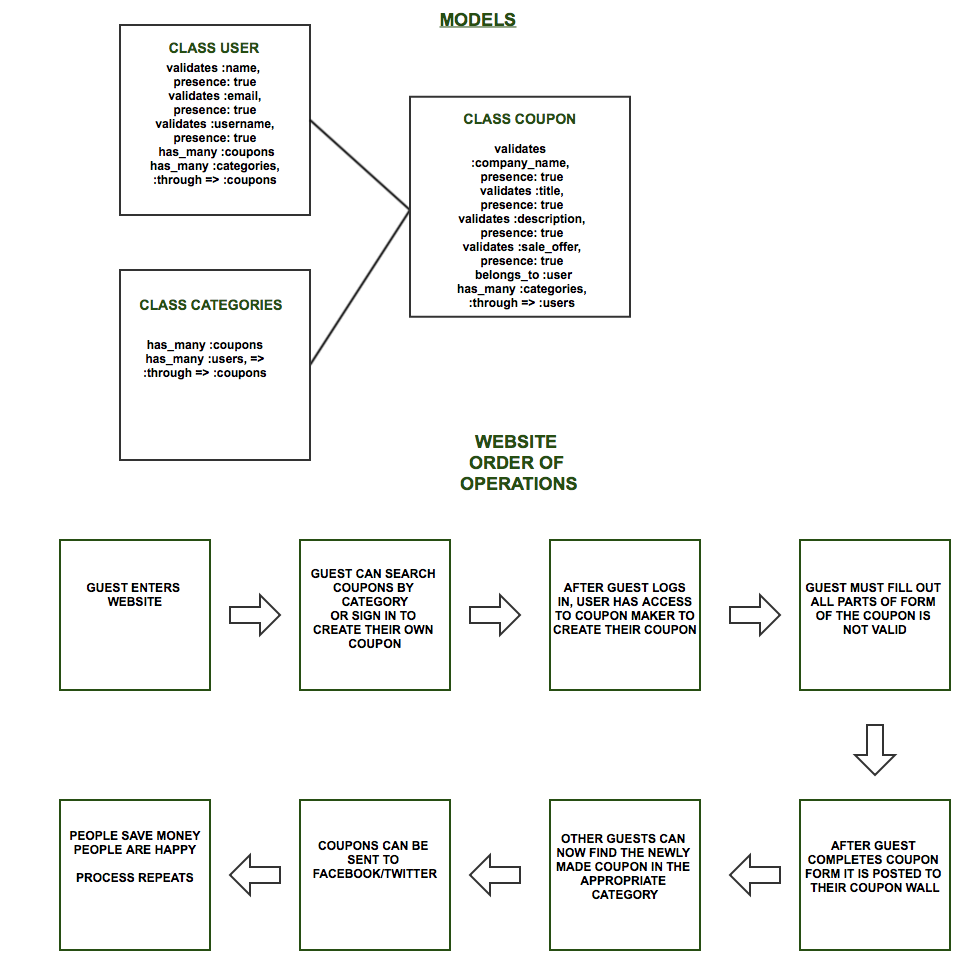 MODELS
CLASS USER
validates :name,
presence: true
validates :email,
presence: true
validates :username,
presence: true
has_many :coupons
has_many :categories,
:through => :coupons
CLASS COUPON
validates
:company_name,
presence: true
validates :title,
presence: true
validates :description,
presence: true
validates :sale_offer,
presence: true
belongs_to :user
has_many :categories,
:through => :users
CLASS CATEGORIES
has_many :coupons
has_many :users, =>
:through => :coupons
WEBSITE
ORDER OF
OPERATIONS
GUEST ENTERS
WEBSITE
GUEST CAN SEARCH
COUPONS BY
CATEGORY
OR SIGN IN TO
CREATE THEIR OWN
COUPON
AFTER GUEST LOGS
IN, USER HAS ACCESS
TO COUPON MAKER TO
CREATE THEIR COUPON
GUEST MUST FILL OUT
ALL PARTS OF FORM
OF THE COUPON IS
NOT VALID
AFTER GUEST
COMPLETES COUPON
FORM IT IS POSTED TO
THEIR COUPON WALL
OTHER GUESTS CAN
NOW FIND THE NEWLY
MADE COUPON IN THE
APPROPRIATE
CATEGORY
COUPONS CAN BE
SENT TO
FACEBOOK/TWITTER
PEOPLE SAVE MONEY
PEOPLE ARE HAPPY
PROCESS REPEATS